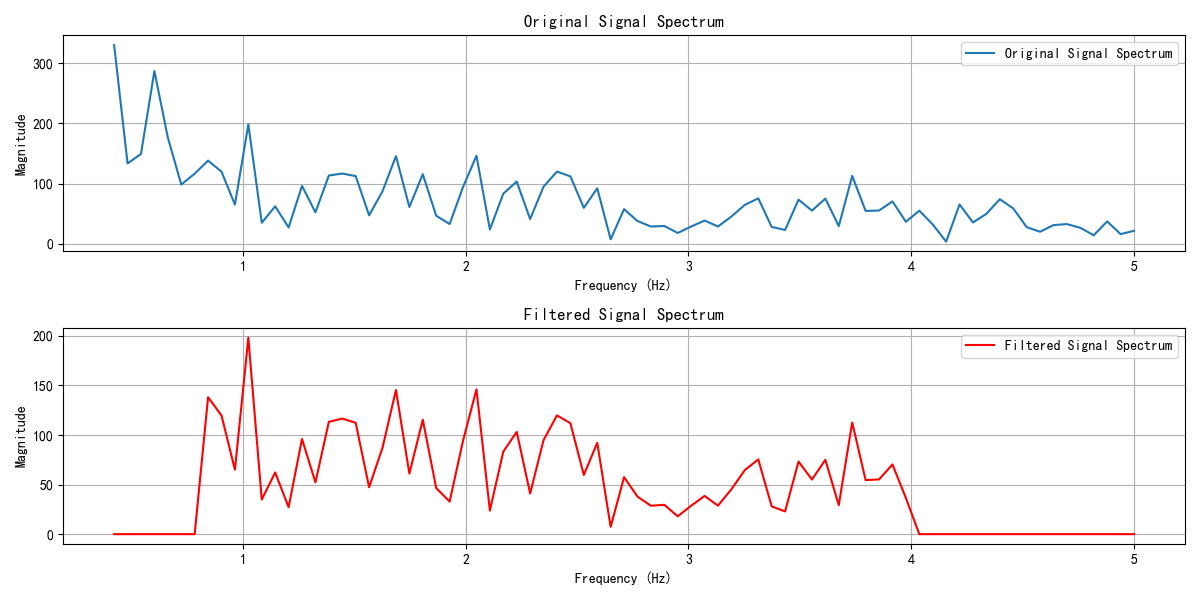 Original Signal Spectrum
Original Signal Spectrum
Magnitude
300
200
100
0
1 2 3 4 5
Frequency (Hz)
Filtered Signal Spectrum
Filtered Signal Spectrum
Magnitude
200
150
100
50
0
1 2 3 4 5
Frequency (Hz)